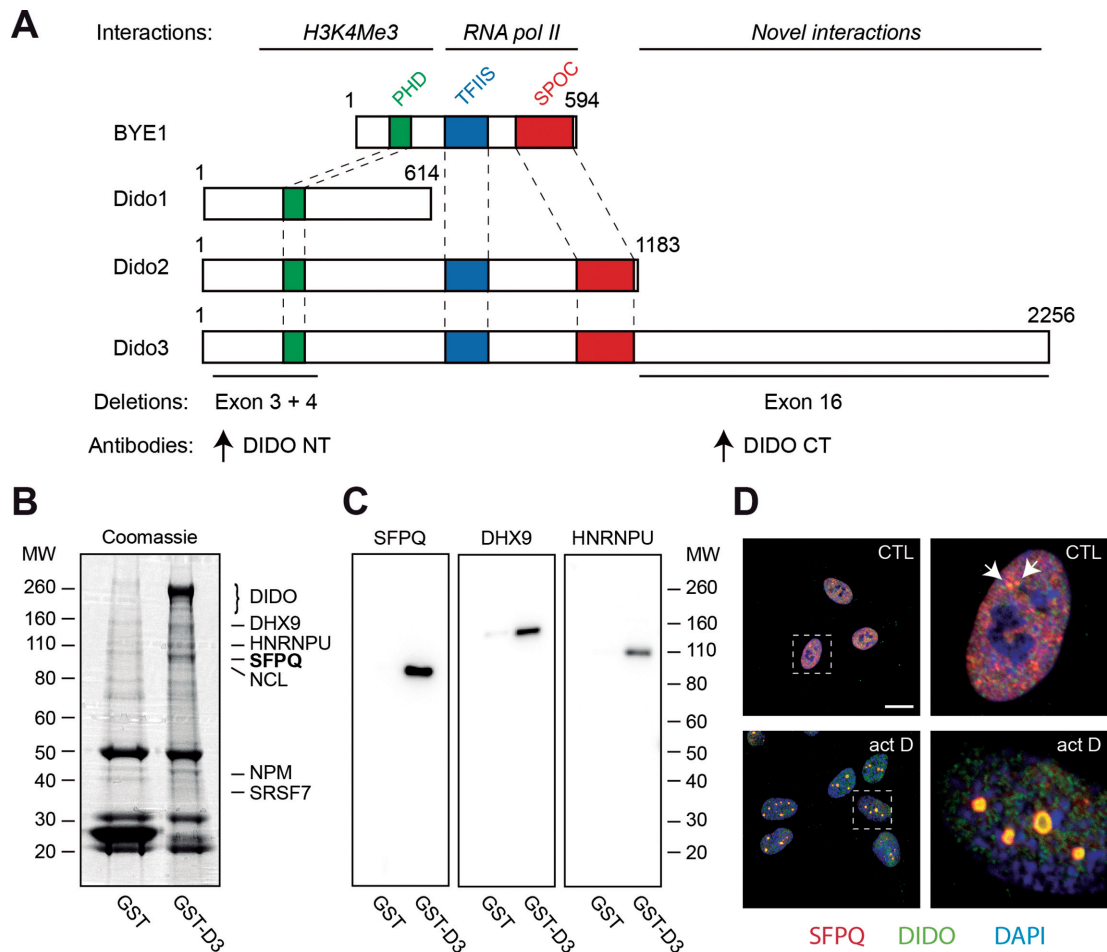 A
Interactions: H3K4Me3 RNA pol II Novel interactions
PHD TFIIS SPOC
1 594
BYE1
1 614
Dido1
1 1183
Dido2
1 2256
Dido3
Deletions: Exon 3 + 4 Exon 16
Antibodies: DIDO NT DIDO CT
B
Coomassie
MW
260
160
110
80
60
50
40
30
20
DIDO
DHX9
HNRNPU
SFPQ
NCL
NPM
SRSF7
GST GST-D3
C
SFPQ DHX9 HNRNPU
MW
260
160
110
80
60
50
40
30
20
GST GST-D3 GST GST-D3 GST GST-D3
D
CTL CTL
act D act D
SFPQ DIDO DAPI